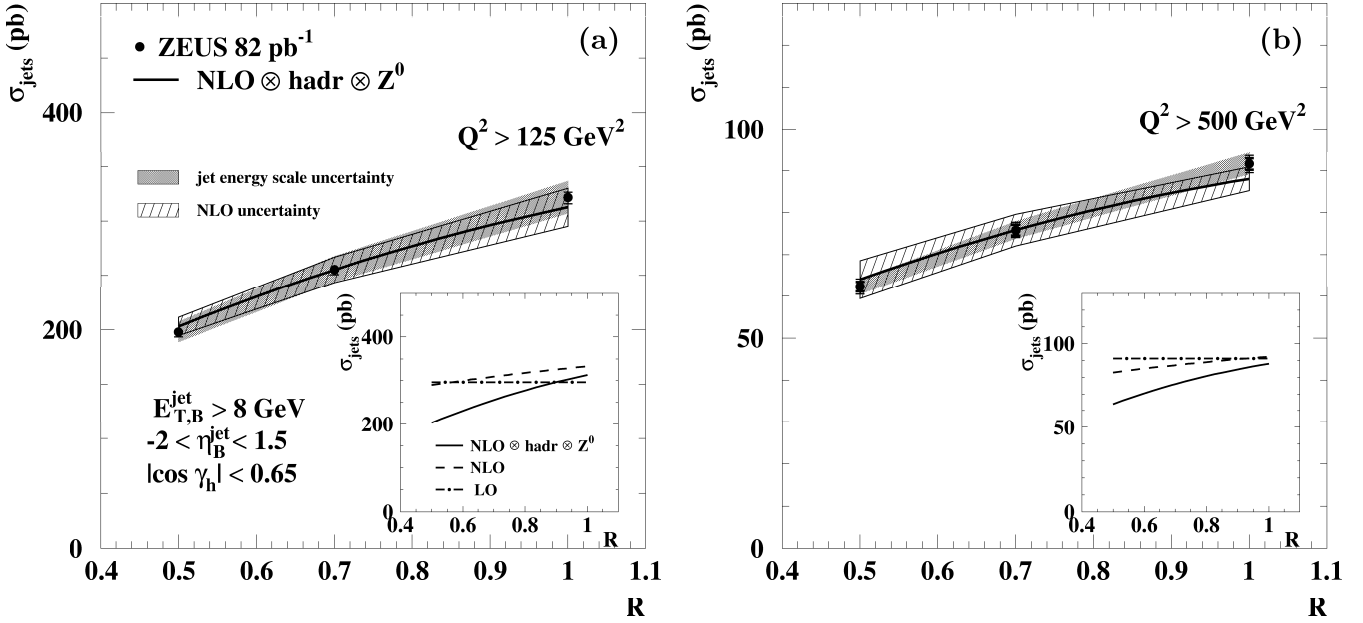 σjets (pb)
(a)
ZEUS 82 pb-1
NLO ⊗ hadr ⊗ Z0
Q2 > 125 GeV2
jet energy scale uncertainty
NLO uncertainty
400
200
0
EjetT,B > 8 GeV
-2 < ηjetB < 1.5
|cos γh| < 0.65
σjets (pb)
400
200
0
NLO ⊗ hadr ⊗ Z0
NLO
LO
0.4 0.6 0.8 1
R
0.4 0.5 0.6 0.7 0.8 0.9 1 1.1
R
σjets (pb)
(b)
Q2 > 500 GeV2
100
50
0
σjets (pb)
100
50
0
0.4 0.6 0.8 1
R
0.4 0.5 0.6 0.7 0.8 0.9 1 1.1
R